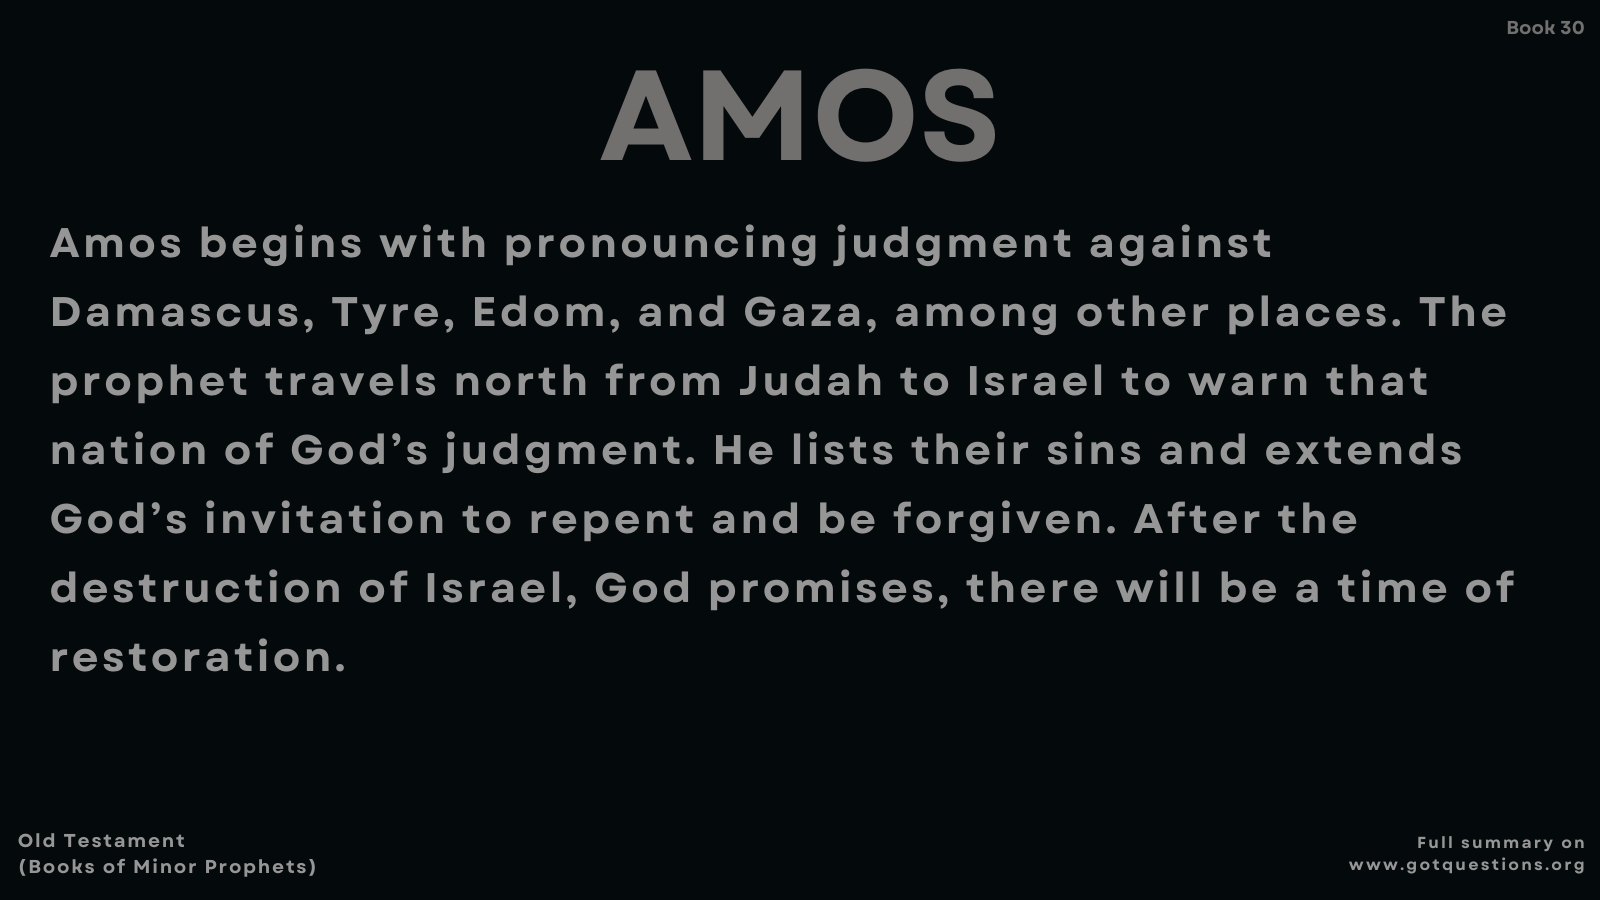 Book 30
AMOS
Amos begins with pronouncing judgment against
Damascus, Tyre, Edom, and Gaza, among other places. The
prophet travels north from Judah to Israel to warn that
nation of God’s judgment. He lists their sins and extends
God’s invitation to repent and be forgiven. After the
destruction of Israel, God promises, there will be a time of
restoration.
Old Testament
(Books of Minor Prophets)
Full summary on
www.gotquestions.org